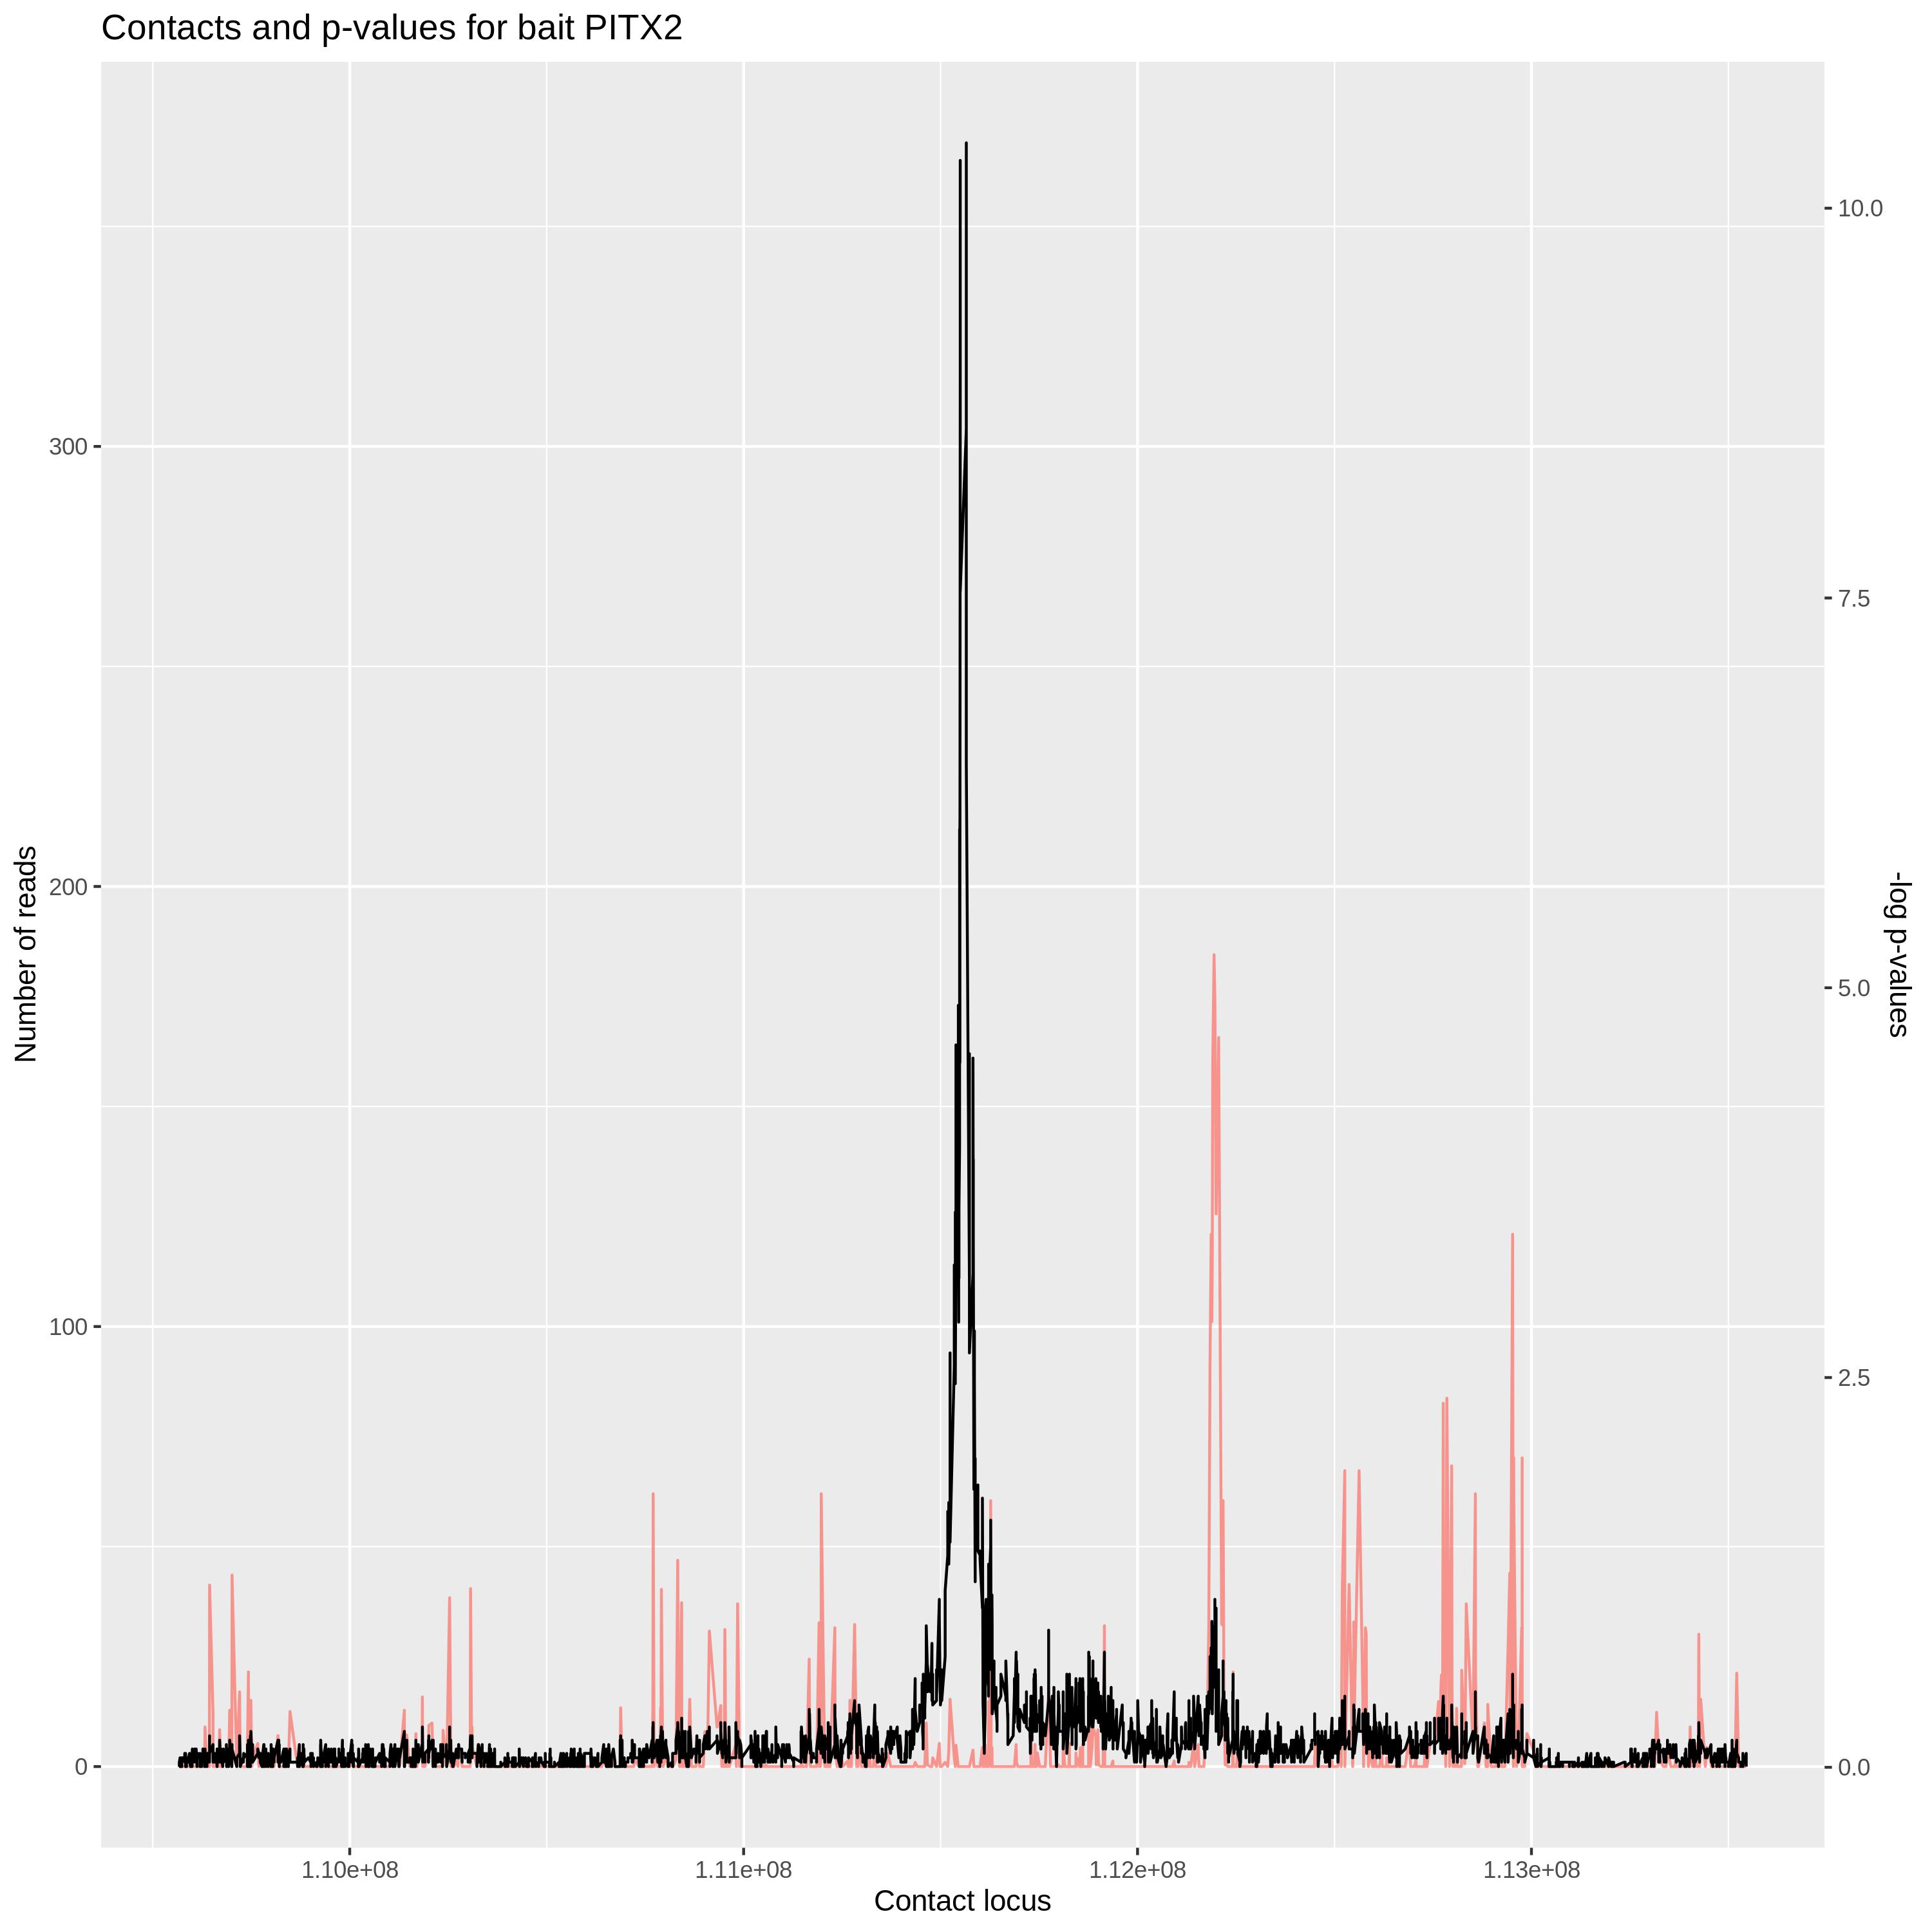 Contacts and p-values for bait PITX2
Number of reads
300
200
100
0
10.0
7.5
5.0
2.5
0.0
-log p-values
1.10e+08
1.11e+08
1.12e+08
1.13e+08
Contact locus